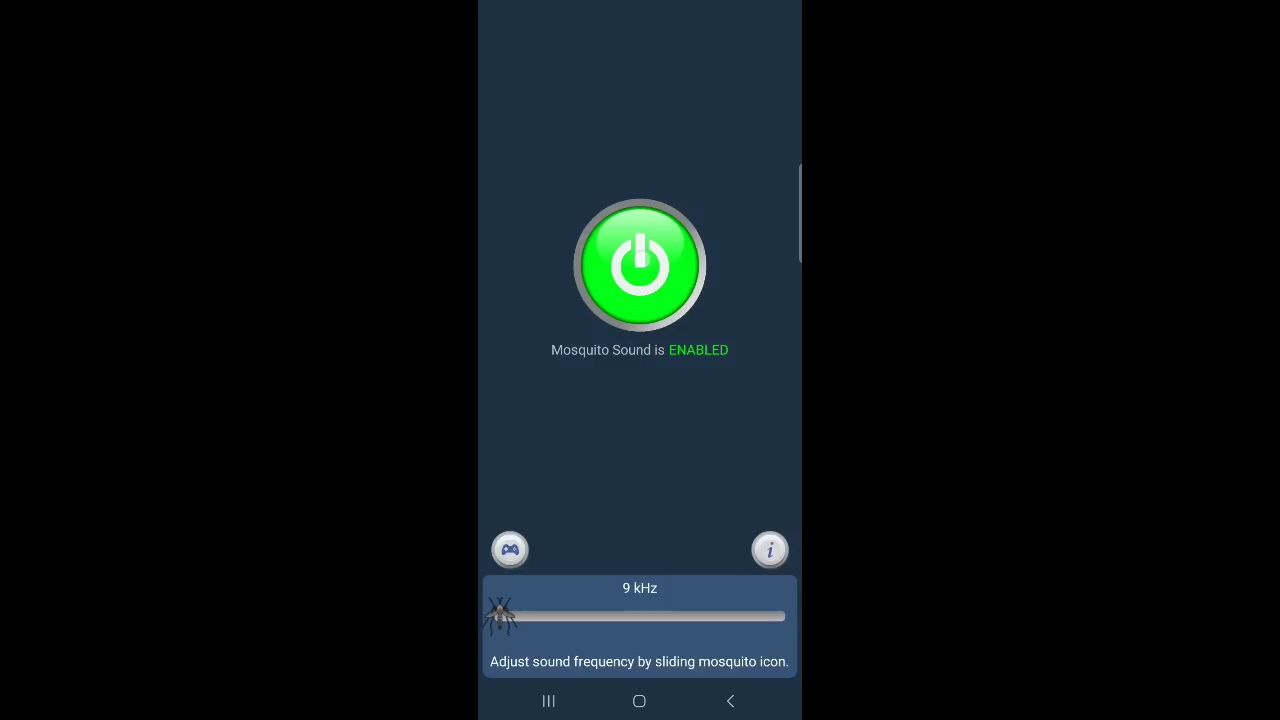 Mosquito Sound is ENABLED
i
9 kHz
Adjust sound frequency by sliding mosquito icon.